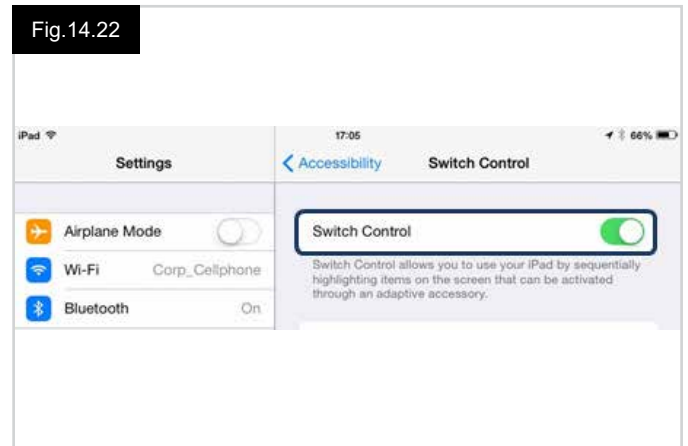 Fig.14.22
iPad 17:05 66%
Settings
Accessibility Switch Control
Airplane Mode
Wi-Fi Corp_Cellphone
Bluetooth On
Switch Control
Switch Control allows you to use your iPad by sequentially
highlighting items on the screen that can be activated
through an adaptive accessory.